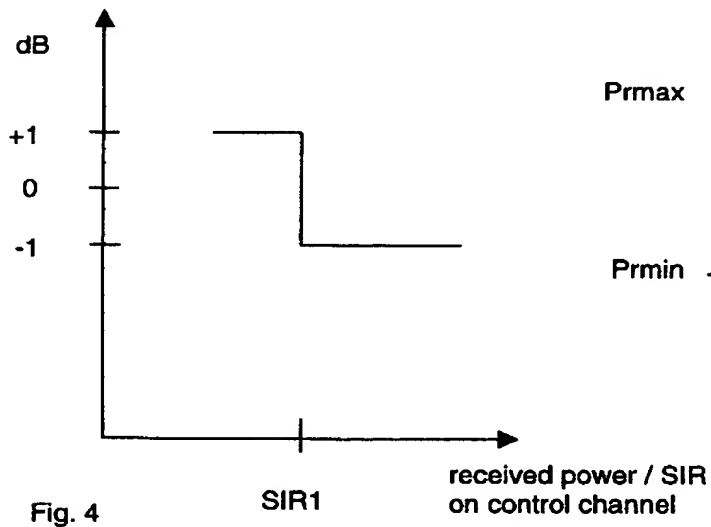 dB
Prmax
+1
0
-1
Prmin
SIR1
received power / SIR
on control channel
Fig. 4